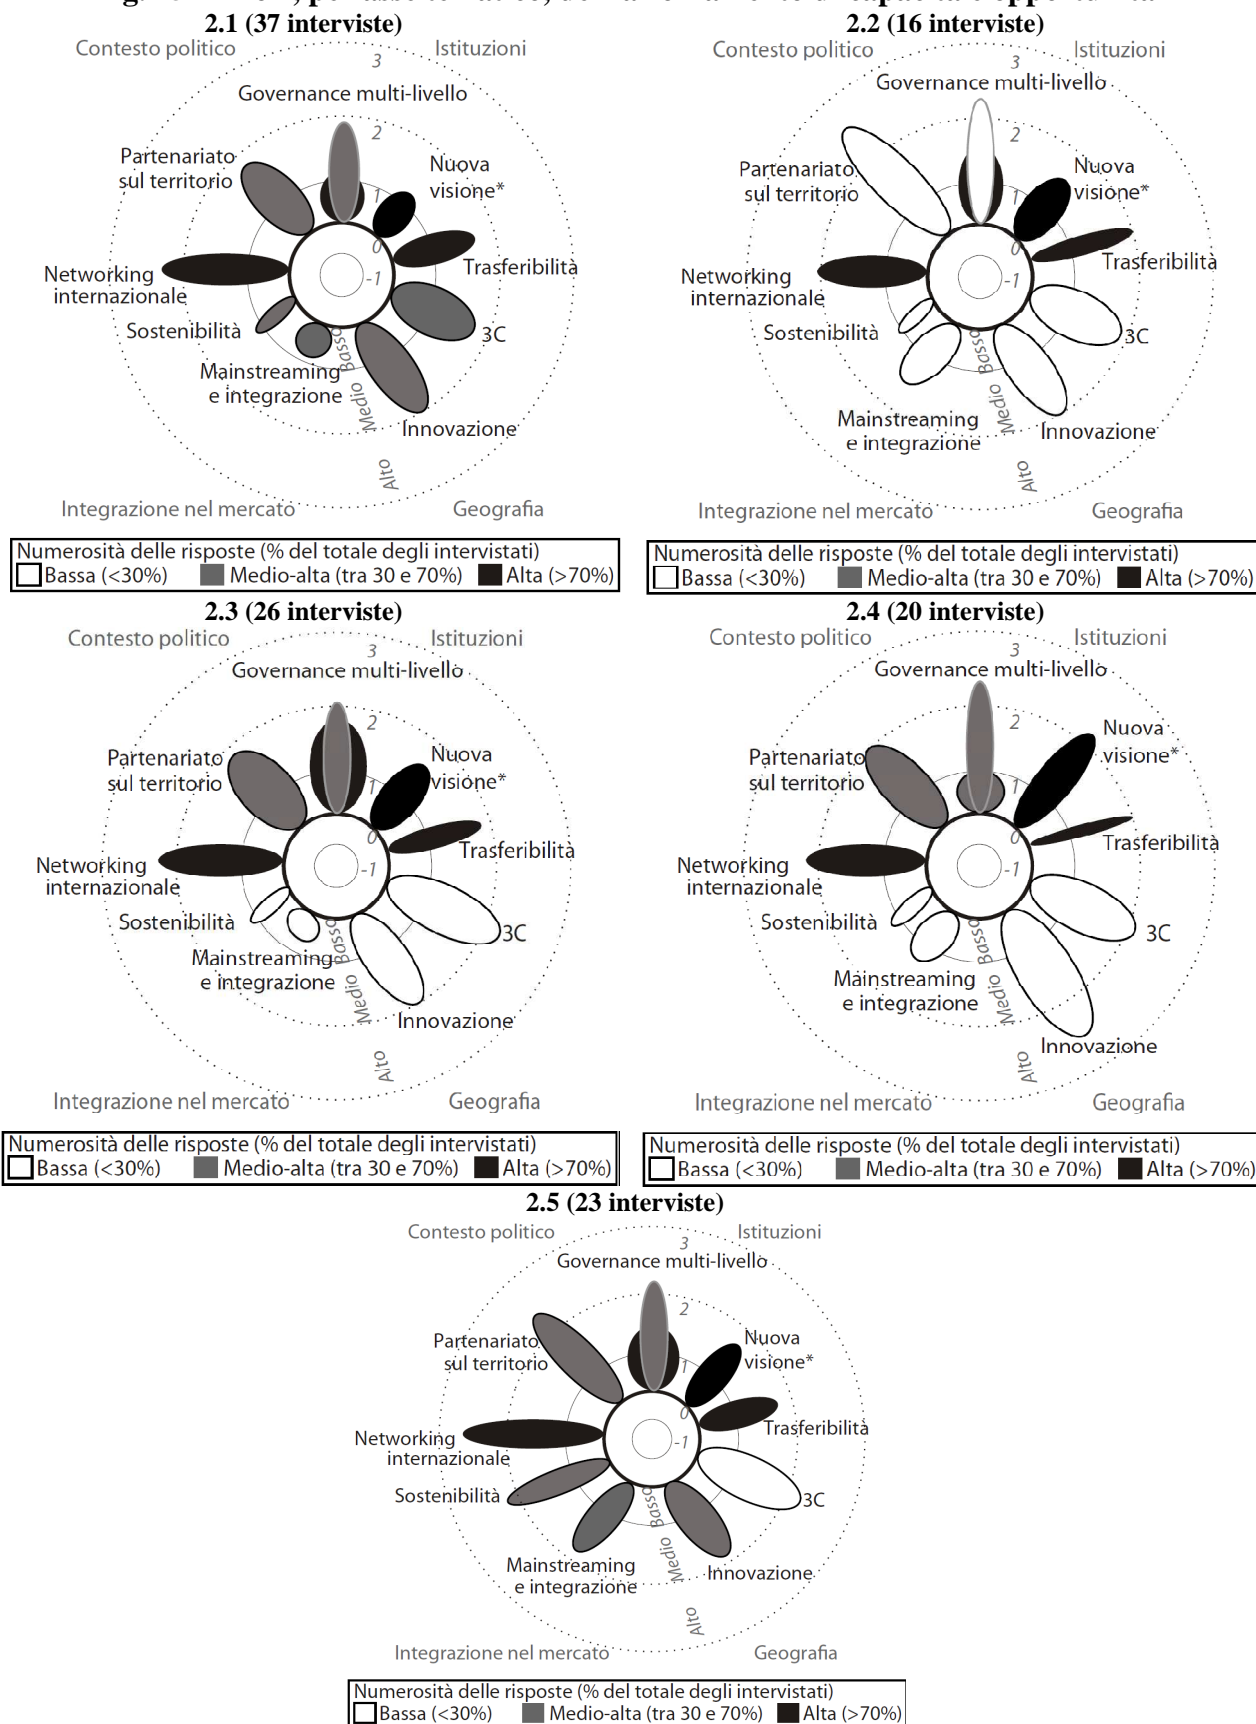 2.1 (37 interviste)
Contesto politico
Istituzioni
3
Governance multi-livello
2
Partenariato
sul territorio
Nuova
visione*
1
0
-1
Networking
internazionale
Trasferibilità
Sostenibilità
3C
Mainstreaming
e integrazione
Basso
Medio
Alto
Innovazione
Integrazione nel mercato
Geografia
Numerosità delle risposte (% del totale degli intervistati)
Bassa (<30%) Medio-alta (tra 30 e 70%) Alta (>70%)
2.2 (16 interviste)
Contesto politico
Istituzioni
3
Governance multi-livello
2
Partenariato
sul territorio
Nuova
visione*
1
0
-1
Networking
internazionale
Trasferibilità
Sostenibilità
3C
Mainstreaming
e integrazione
Basso
Medio
Alto
Innovazione
Integrazione nel mercato
Geografia
Numerosità delle risposte (% del totale degli intervistati)
Bassa (<30%) Medio-alta (tra 30 e 70%) Alta (>70%)
2.3 (26 interviste)
Contesto politico
Istituzioni
3
Governance multi-livello
2
Partenariato
sul territorio
Nuova
visione*
1
0
-1
Networking
internazionale
Trasferibilità
Sostenibilità
3C
Mainstreaming
e integrazione
Basso
Medio
Alto
Innovazione
Integrazione nel mercato
Geografia
Numerosità delle risposte (% del totale degli intervistati)
Bassa (<30%) Medio-alta (tra 30 e 70%) Alta (>70%)
2.4 (20 interviste)
Contesto politico
Istituzioni
3
Governance multi-livello
2
Partenariato
sul territorio
Nuova
visione*
1
0
-1
Networking
internazionale
Trasferibilità
Sostenibilità
3C
Mainstreaming
e integrazione
Basso
Medio
Alto
Innovazione
Integrazione nel mercato
Geografia
Numerosità delle risposte (% del totale degli intervistati)
Bassa (<30%) Medio-alta (tra 30 e 70%) Alta (>70%)
2.5 (23 interviste)
Contesto politico
Istituzioni
3
Governance multi-livello
2
Partenariato
sul territorio
Nuova
visione*
1
0
-1
Networking
internazionale
Trasferibilità
Sostenibilità
3C
Mainstreaming
e integrazione
Basso
Medio
Alto
Innovazione
Integrazione nel mercato
Geografia
Numerosità delle risposte (% del totale degli intervistati)
Bassa (<30%) Medio-alta (tra 30 e 70%) Alta (>70%)